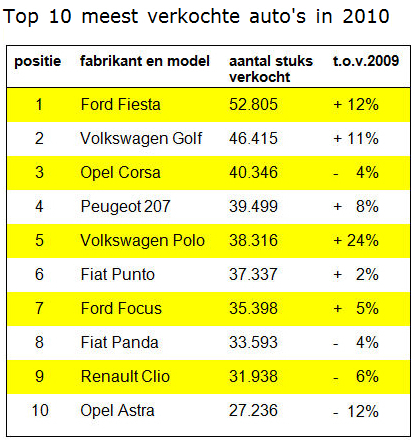 Top 10 meest verkochte auto's in 2010
positie fabrikant en model aantal stuks verkocht t.o.v.2009
1 Ford Fiesta 52.805 + 12%
2 Volkswagen Golf 46.415 + 11%
3 Opel Corsa 40.346 - 4%
4 Peugeot 207 39.499 + 8%
5 Volkswagen Polo 38.316 + 24%
6 Fiat Punto 37.337 + 2%
7 Ford Focus 35.398 + 5%
8 Fiat Panda 33.593 - 4%
9 Renault Clio 31.938 - 6%
10 Opel Astra 27.236 - 12%